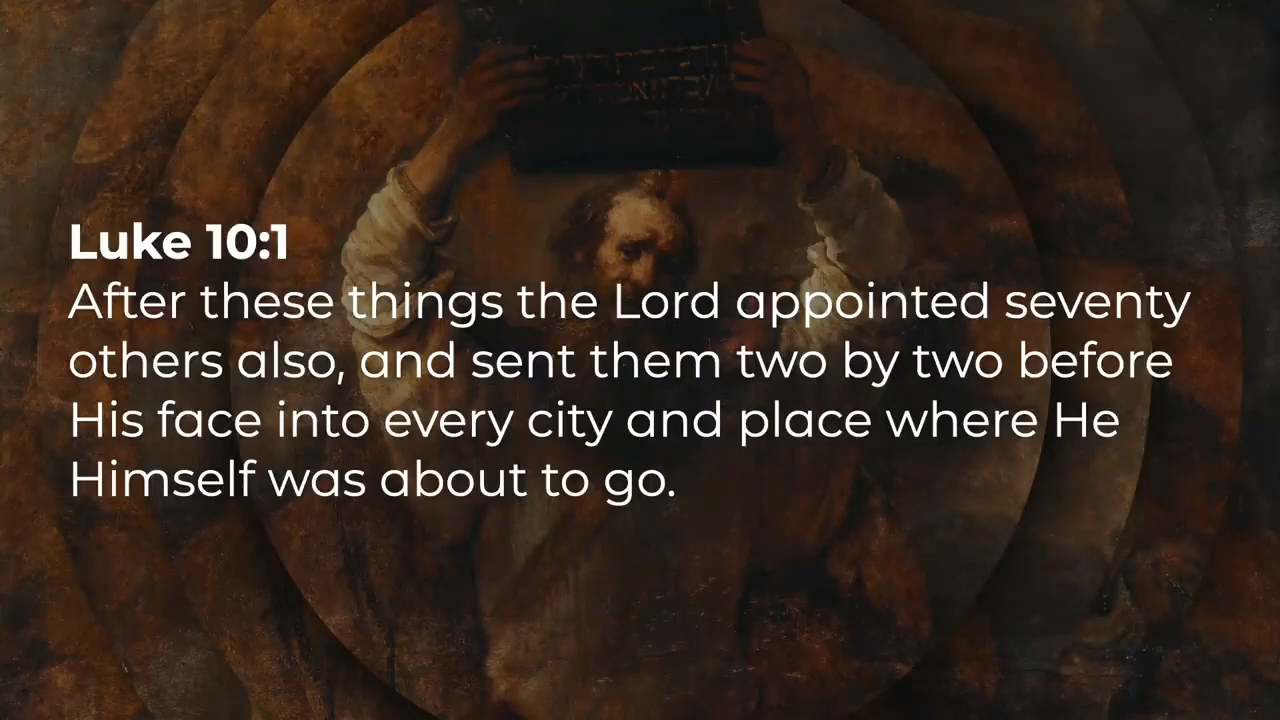 Luke 10:1
After these things the Lord appointed seventy
others also, and sent them two by two before
His face into every city and place where He
Himself was about to go.